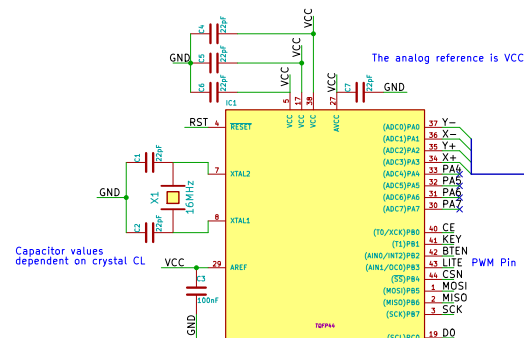 C4
22pF
VCC
GND
C5
22pF
VCC
The analog reference is VCC
C6
22pF
VCC
VCC
C7
22pF
GND
IC1
5
17
38
27
VCC
VCC
VCC
AVCC
RST
4
RESET
(ADC0)PA0
37
Y-
(ADC1)PA1
36
X-
(ADC2)PA2
35
Y+
(ADC3)PA3
34
X+
(ADC4)PA4
33
PA4
(ADC5)PA5
32
PA5
(ADC6)PA6
31
PA6
(ADC7)PA7
30
PA7
C1
22pF
7
XTAL2
GND
X1
16MHz
C2
22pF
8
XTAL1
(T0/XCK)PB0
40
CE
(T1)PB1
41
KEY
(AIN0/INT2)PB2
42
BTEN
(AIN1/OC0)PB3
43
LITE
PWM Pin
(SS)PB4
44
CSN
(MOSI)PB5
1
MOSI
(MISO)PB6
2
MISO
(SCK)PB7
3
SCK
Capacitor values
dependent on crystal CL
VCC
29
AREF
C3
100nF
GND
TQFP44
(SCL)PC0
19
D0